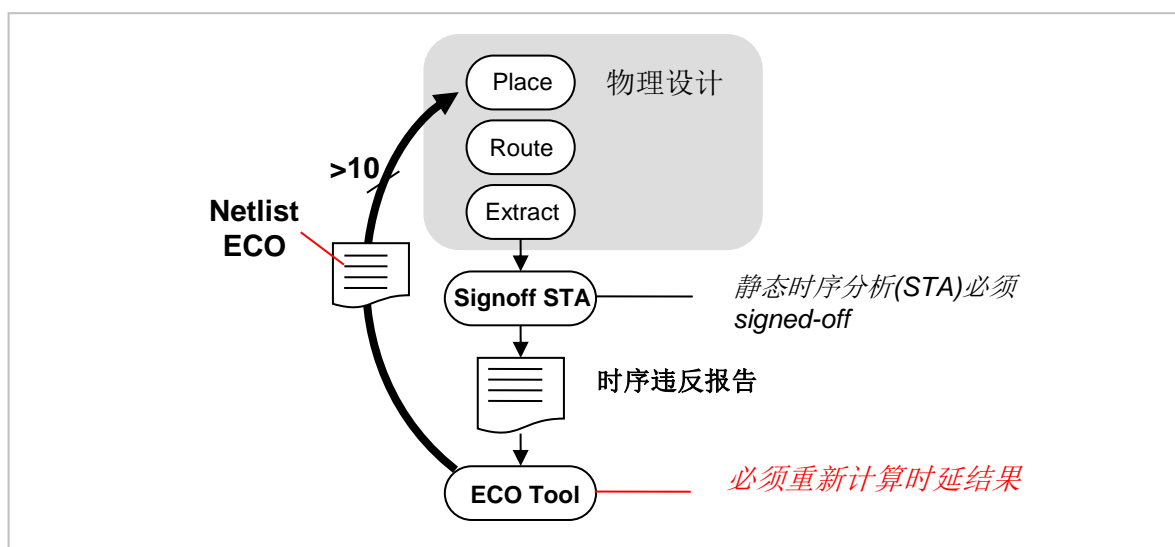 Place
物理设计
Route
>10
Extract
Netlist
ECO
Signoff STA
静态时序分析(STA)必须
signed-off
时序违反报告
ECO Tool
必须重新计算时延结果